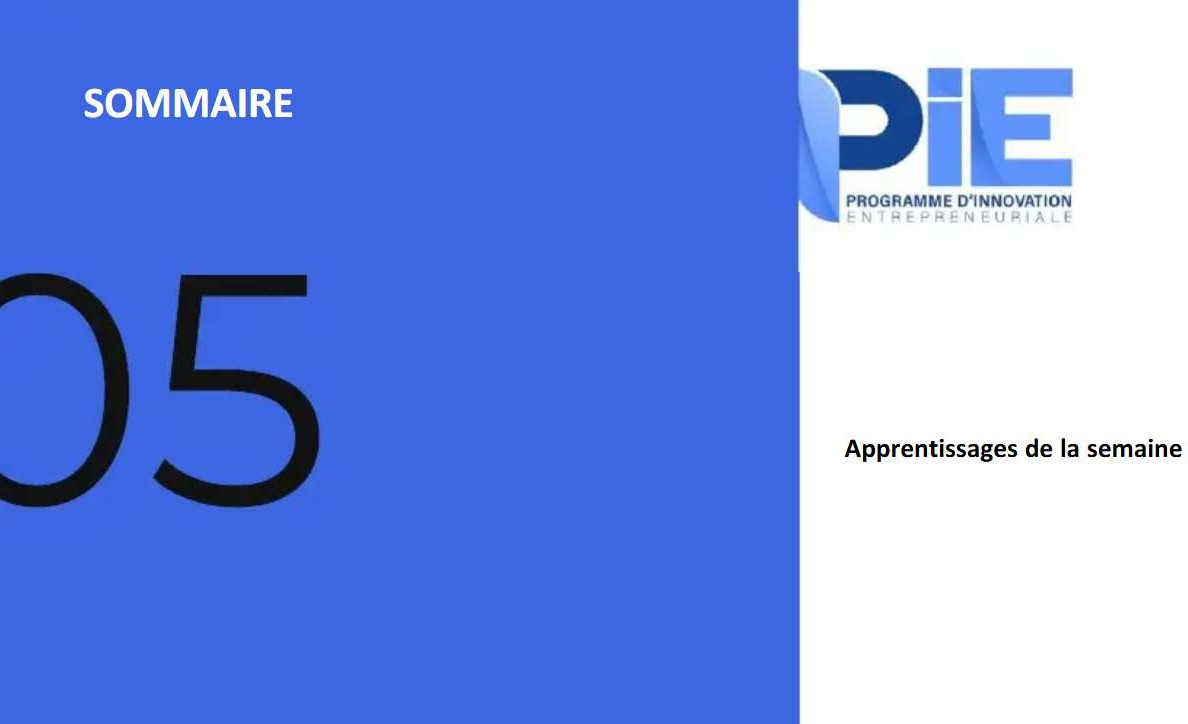 SOMMAIRE
PiE
PROGRAMME D'INNOVATION
ENTREPRENEURIALE
05
Apprentissages de la semaine